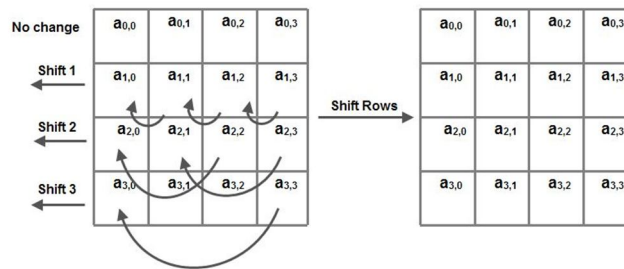 No change a0,0 a0,1 a0,2 a0,3 a0,0 a0,1 a0,2 a0,3
Shift 1 a1,0 a1,1 a1,2 a1,3 a1,0 a1,1 a1,2 a1,3
Shift Rows
Shift 2 a2,0 a2,1 a2,2 a2,3 a2,0 a2,1 a2,2 a2,3
Shift 3 a3,0 a3,1 a3,2 a3,3 a3,0 a3,1 a3,2 a3,3